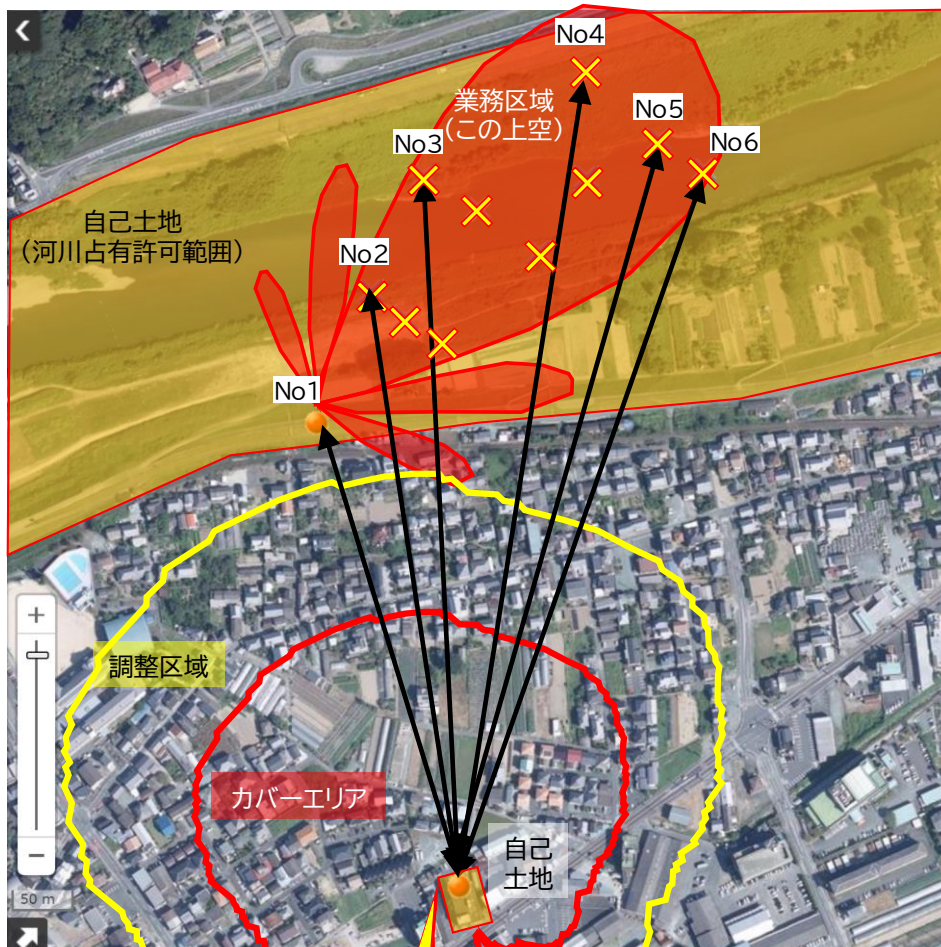 No4
業務区域
（この上空）
No5
No3
No6
自己土地
（河川占有許可範囲）
No2
No1
+
調整区域
カバーエリア
自己
土地
−
50 m